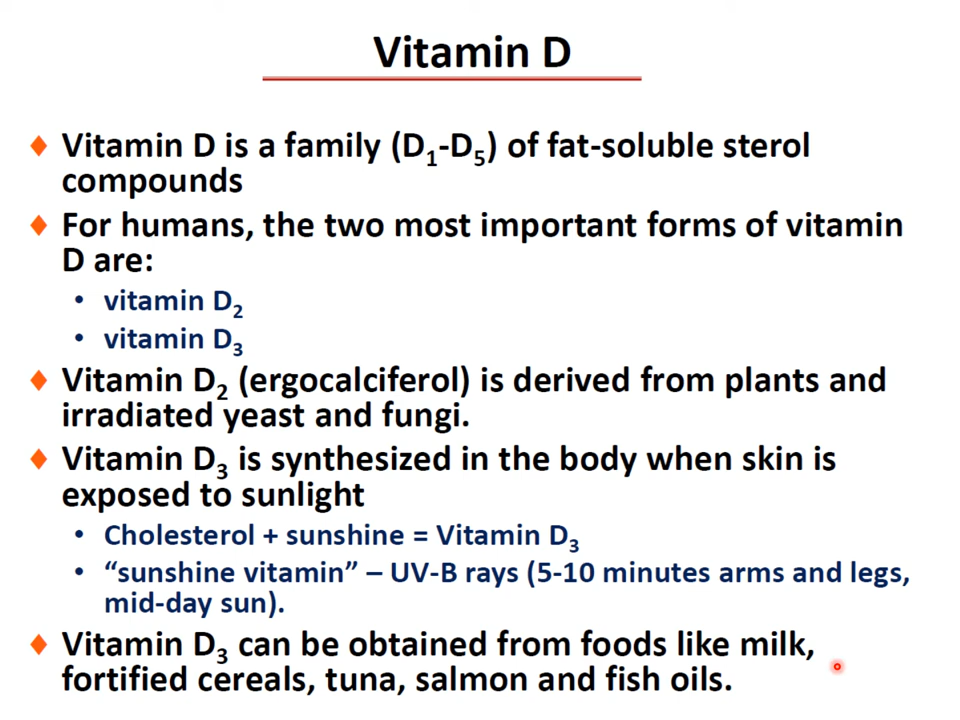 Vitamin D
♦ Vitamin D is a family (D₁-D₅) of fat-soluble sterol
compounds
♦ For humans, the two most important forms of vitamin
D are:
• vitamin D₂
• vitamin D₃
♦ Vitamin D₂ (ergocalciferol) is derived from plants and
irradiated yeast and fungi.
♦ Vitamin D₃ is synthesized in the body when skin is
exposed to sunlight
• Cholesterol + sunshine = Vitamin D₃
• “sunshine vitamin” – UV-B rays (5-10 minutes arms and legs,
mid-day sun).
♦ Vitamin D₃ can be obtained from foods like milk,
fortified cereals, tuna, salmon and fish oils.